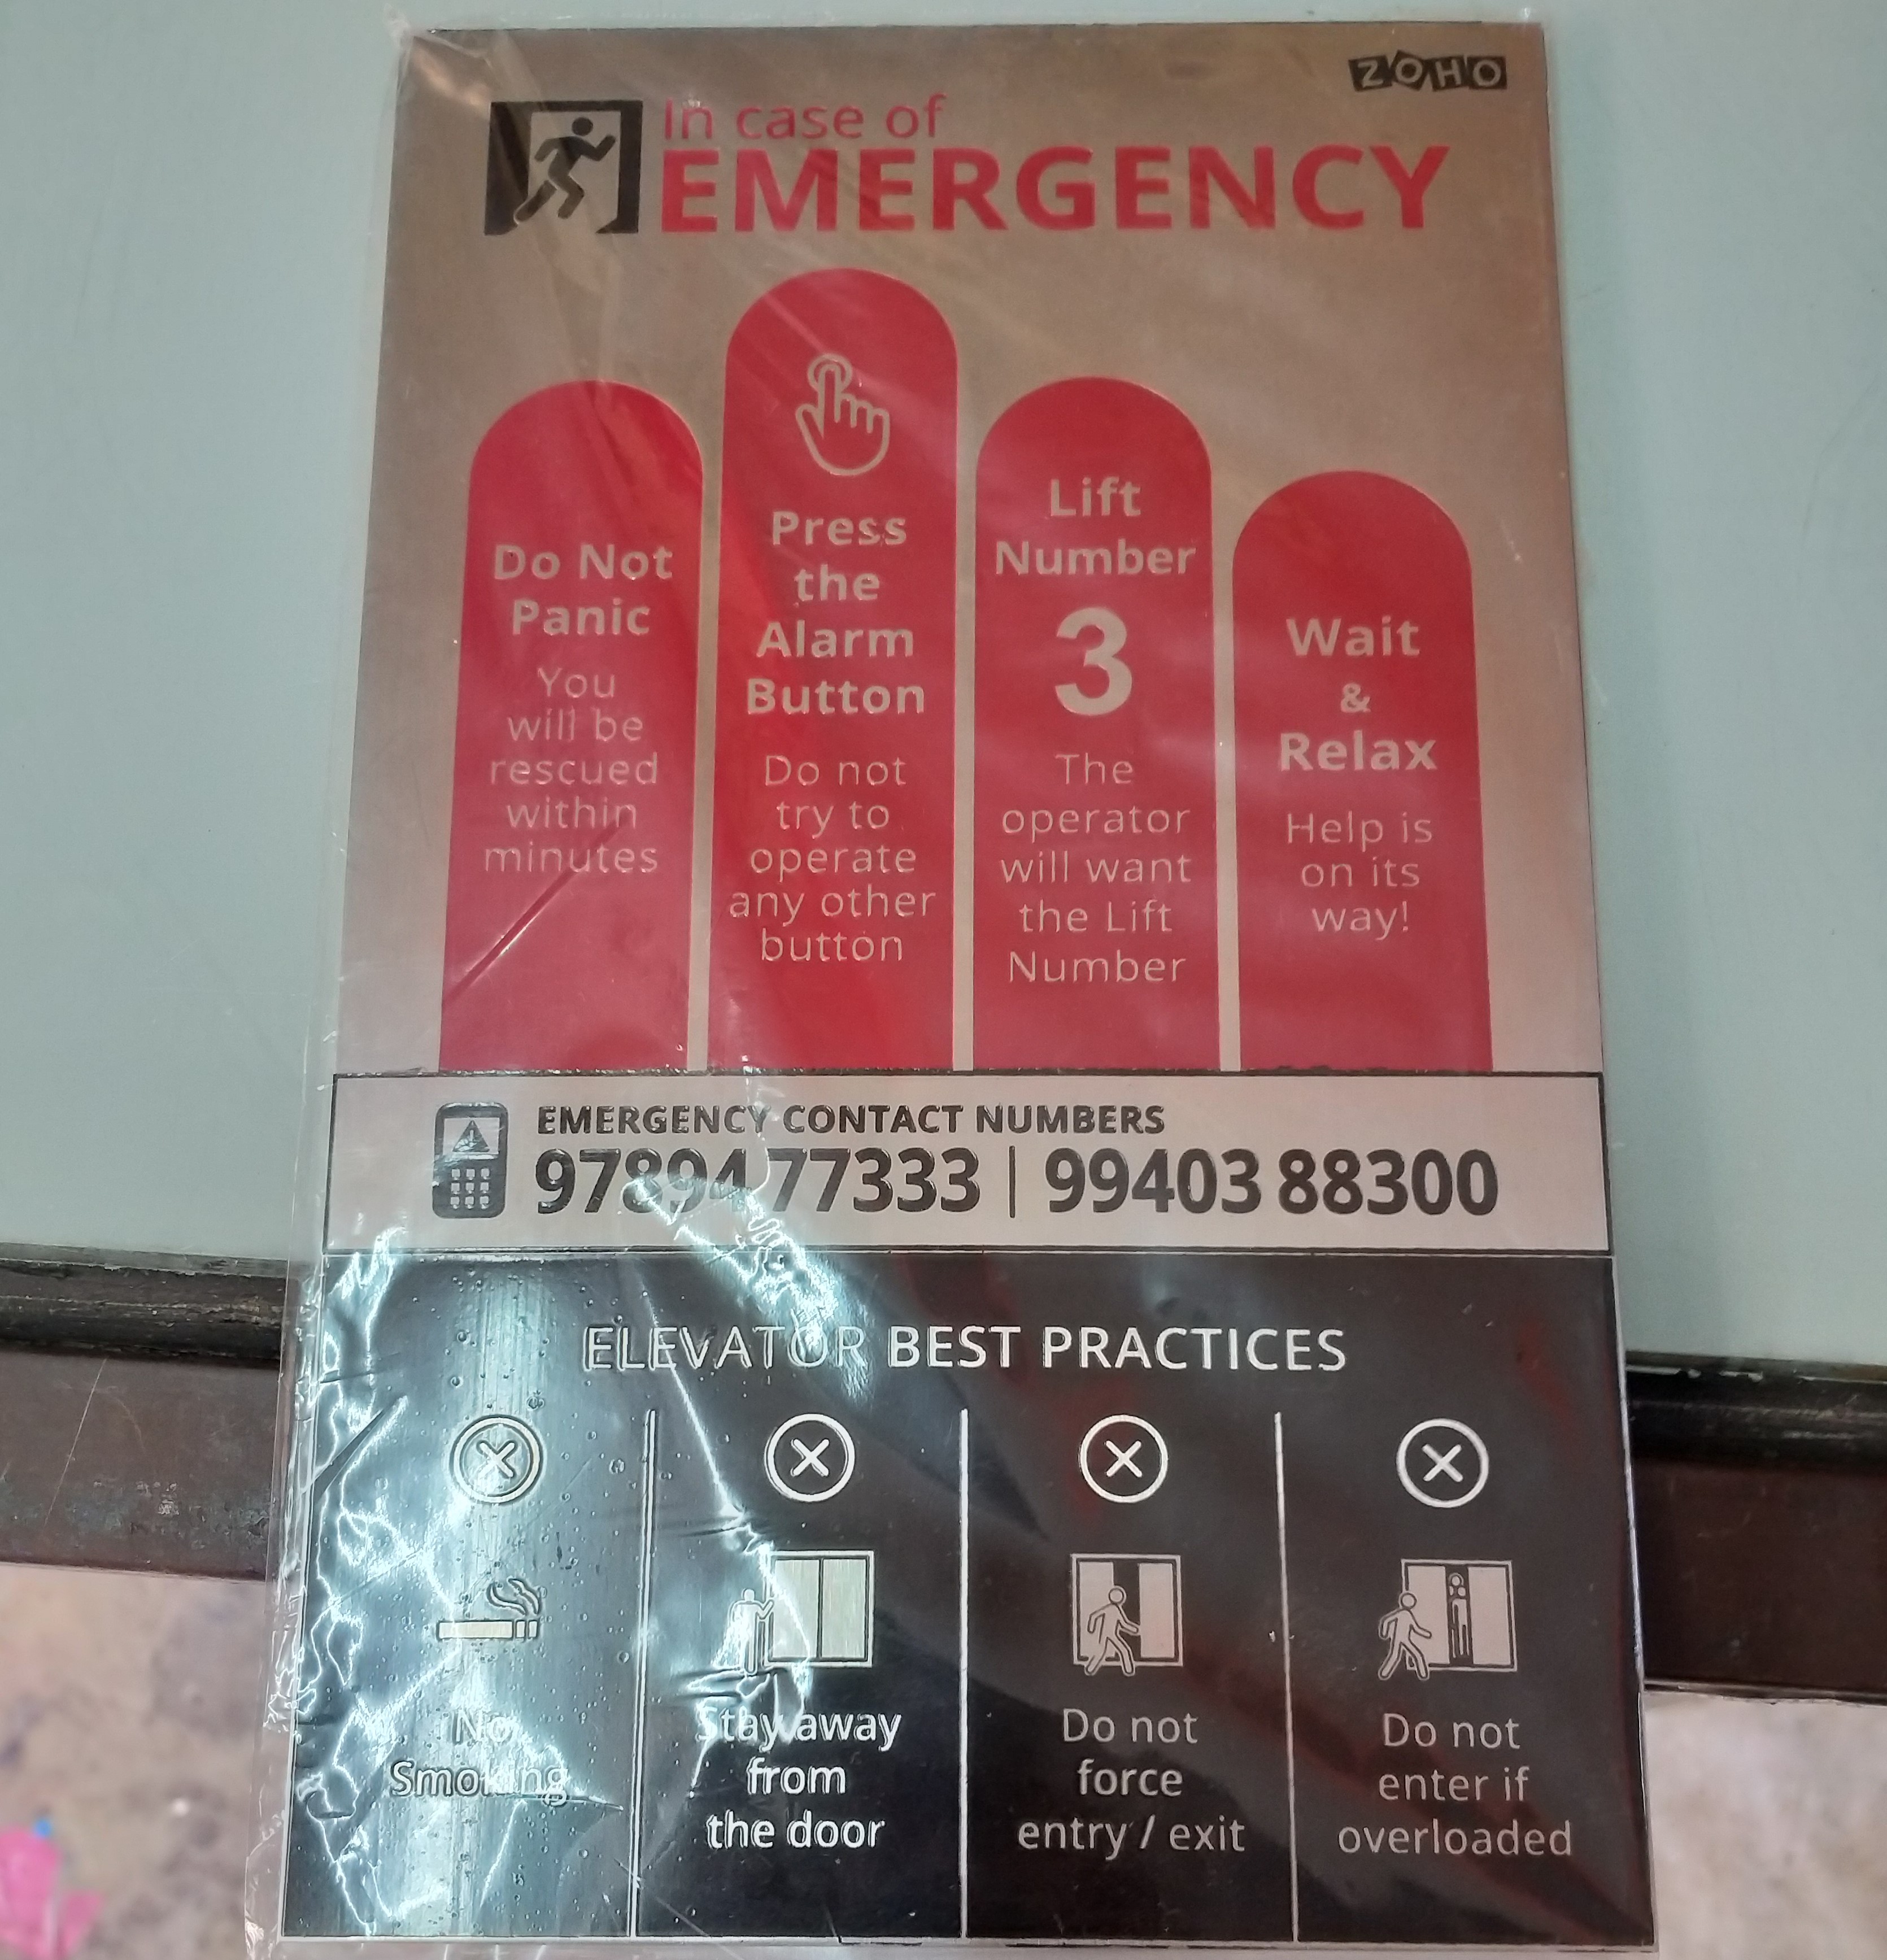 ZOHO
In case of
EMERGENCY
Do Not
Panic
You
will be
rescued
within
minutes
Press
the
Alarm
Button
Do not
try to
operate
any other
button
Lift
Number
3
The
operator
will want
the Lift
Number
Wait
&
Relax
Help is
on its
way!
EMERGENCY CONTACT NUMBERS
97894 77333 | 99403 88300
ELEVATOR BEST PRACTICES
No
Smoking
Stay away
from
the door
Do not
force
entry / exit
Do not
enter if
overloaded